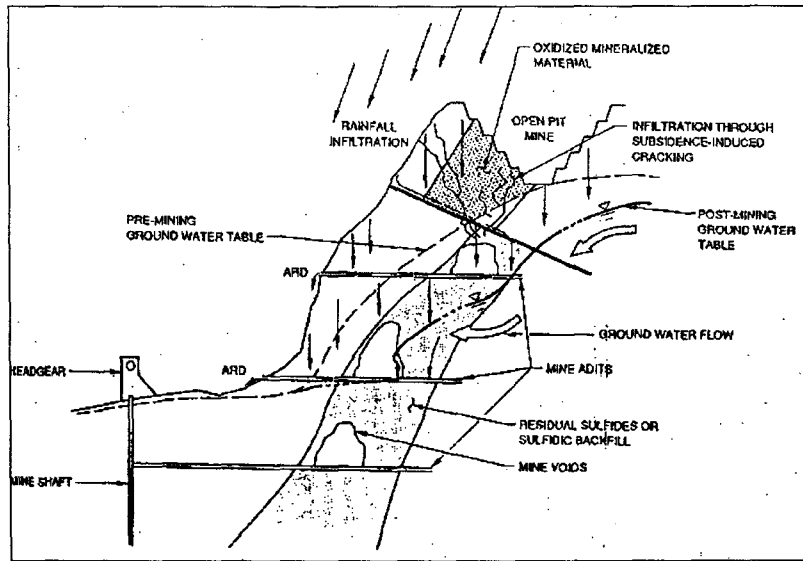 OXIDIZED MINERALIZED
MATERIAL
RAINFALL
INFILTRATION
OPEN PIT
MINE
INFILTRATION THROUGH
SUBSIDENCE-INDUCED
CRACKING
PRE-MINING
GROUND WATER TABLE
POST-MINING
GROUND WATER
TABLE
ARD
GROUND WATER FLOW
HEADGEAR
ARD
MINE ADITS
RESIDUAL SULFIDES OR
SULFIDIC BACKFILL
MINE SHAFT
MINE VOIDS